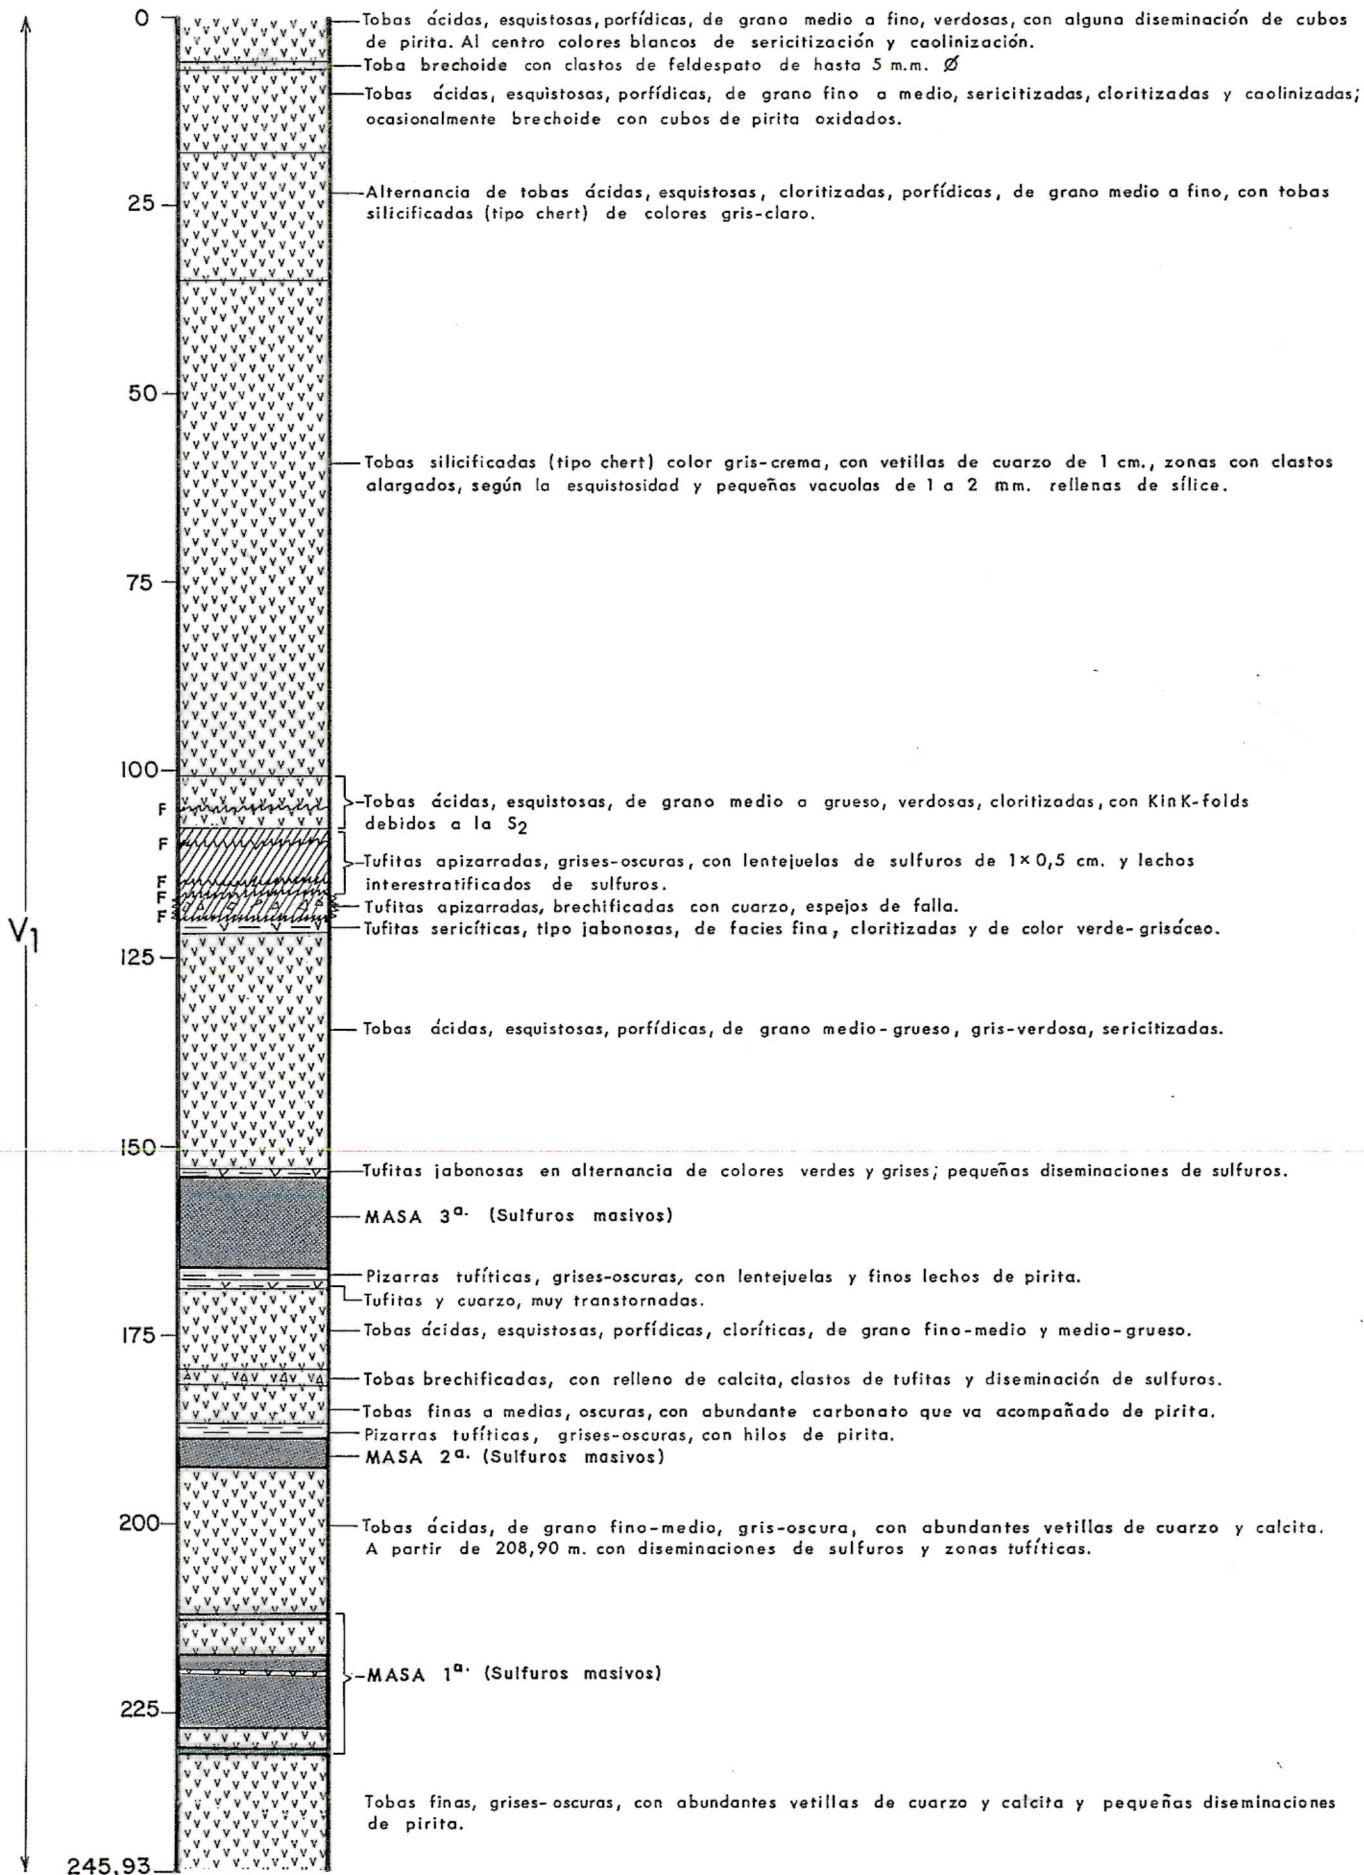 0
Tobas ácidas, esquistosas, porfídicas, de grano medio a fino, verdosas, con alguna diseminación de cubos
de pirita. Al centro colores blancos de sericitización y caolinización.
Toba brechoide con clastos de feldespato de hasta 5 m.m. Ø
Tobas ácidas, esquistosas, porfídicas, de grano fino a medio, sericitizadas, cloritizadas y caolinizadas;
ocasionalmente brechoide con cubos de pirita oxidados.
25
Alternancia de tobas ácidas, esquistosas, cloritizadas, porfídicas, de grano medio a fino, con tobas
silicificadas (tipo chert) de colores gris-claro.
50
Tobas silicificadas (tipo chert) color gris-crema, con vetillas de cuarzo de 1 cm., zonas con clastos
alargados, según la esquistosidad y pequeñas vacuolas de 1 a 2 mm. rellenas de sílice.
75
100
Tobas ácidas, esquistosas, de grano medio a grueso, verdosas, cloritizadas, con KinK-folds
debidos a la S2
F
F
Tufitas apizarradas, grises-oscuras, con lentejuelas de sulfuros de 1×0,5 cm. y lechos
interestratificados de sulfuros.
F
F
Tufitas apizarradas, brechificadas con cuarzo, espejos de falla.
F
Tufitas sericíticas, tipo jabonosas, de facies fina, cloritizadas y de color verde-grisáceo.
V1
125
Tobas ácidas, esquistosas, porfídicas, de grano medio-grueso, gris-verdosa, sericitizadas.
150
Tufitas jabonosas en alternancia de colores verdes y grises; pequeñas diseminaciones de sulfuros.
MASA 3ª. (Sulfuros masivos)
Pizarras tufíticas, grises-oscuras, con lentejuelas y finos lechos de pirita.
Tufitas y cuarzo, muy transtornadas.
175
Tobas ácidas, esquistosas, porfídicas, cloríticas, de grano fino-medio y medio-grueso.
Tobas brechificadas, con relleno de calcita, clastos de tufitas y diseminación de sulfuros.
Tobas finas a medias, oscuras, con abundante carbonato que va acompañado de pirita.
Pizarras tufíticas, grises-oscuras, con hilos de pirita.
MASA 2ª. (Sulfuros masivos)
200
Tobas ácidas, de grano fino-medio, gris-oscura, con abundantes vetillas de cuarzo y calcita.
A partir de 208,90 m. con diseminaciones de sulfuros y zonas tufíticas.
MASA 1ª. (Sulfuros masivos)
225
Tobas finas, grises-oscuras, con abundantes vetillas de cuarzo y calcita y pequeñas diseminaciones
de pirita.
245,93